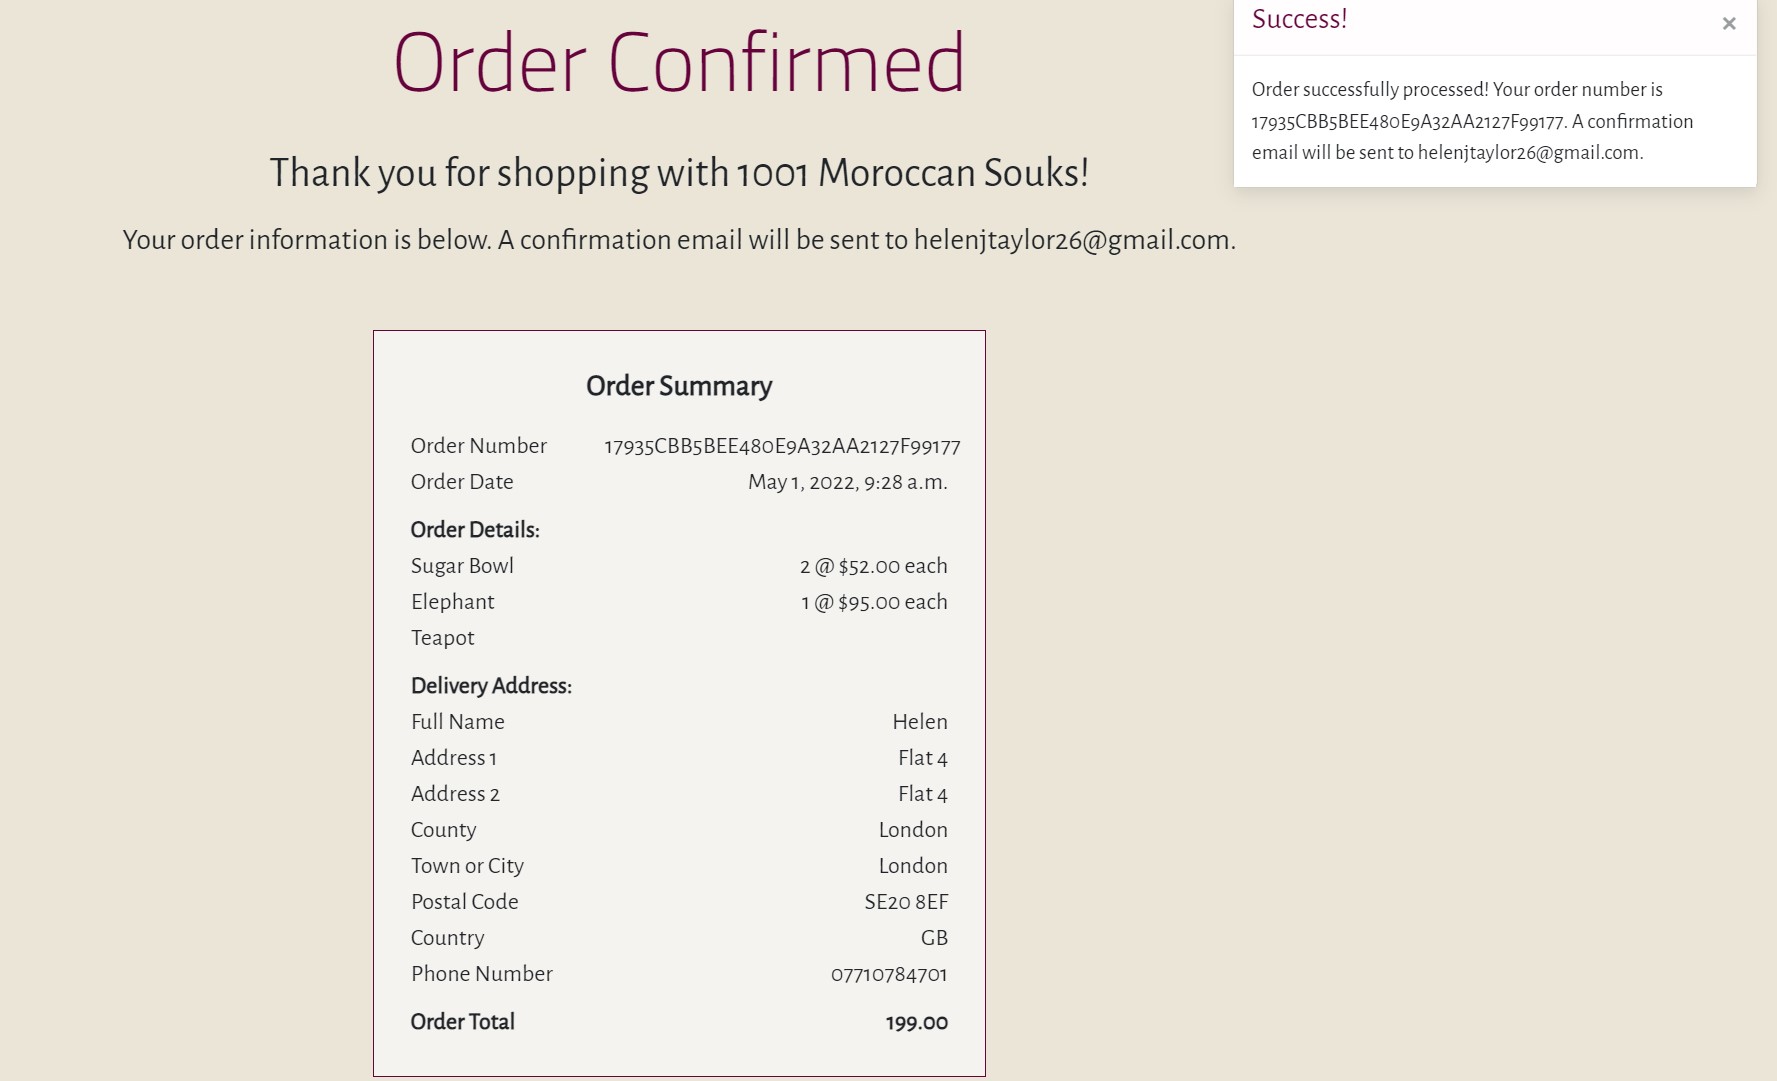 Order Confirmed
Thank you for shopping with 1001 Moroccan Souks!
Your order information is below. A confirmation email will be sent to helenjtaylor26@gmail.com.
Success!
×
Order successfully processed! Your order number is
17935CBB5BEE480E9A32AA2127F99177. A confirmation
email will be sent to helenjtaylor26@gmail.com.
Order Summary
Order Number 17935CBB5BEE480E9A32AA2127F99177
Order Date May 1, 2022, 9:28 a.m.
Order Details:
Sugar Bowl 2 @ $52.00 each
Elephant 1 @ $95.00 each
Teapot
Delivery Address:
Full Name Helen
Address 1 Flat 4
Address 2 Flat 4
County London
Town or City London
Postal Code SE20 8EF
Country GB
Phone Number 07710784701
Order Total 199.00